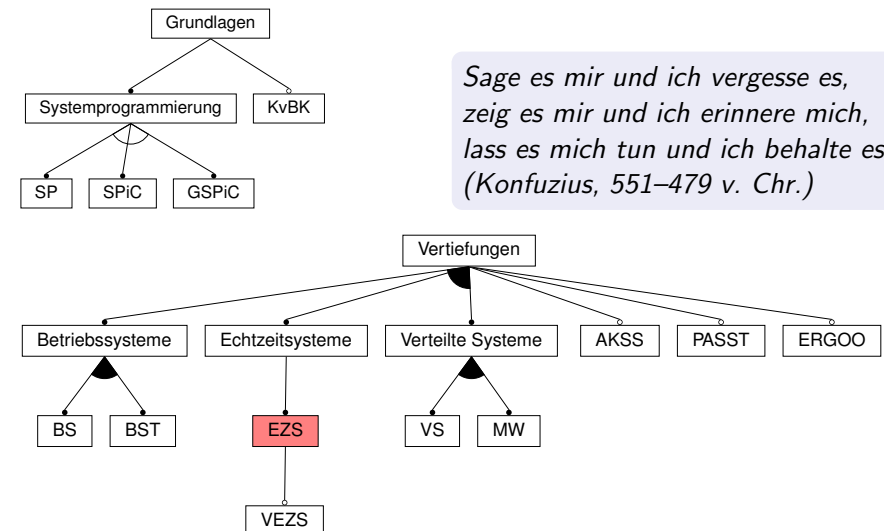 Grundlagen
Systemprogrammierung KvBK
SP SPiC GSPiC
Sage es mir und ich vergesse es,
zeig es mir und ich erinnere mich,
lass es mich tun und ich behalte es
(Konfuzius, 551–479 v. Chr.)
Vertiefungen
Betriebssysteme Echtzeitsysteme Verteilte Systeme AKSS PASST ERGOO
BS BST EZS VS MW
VEZS